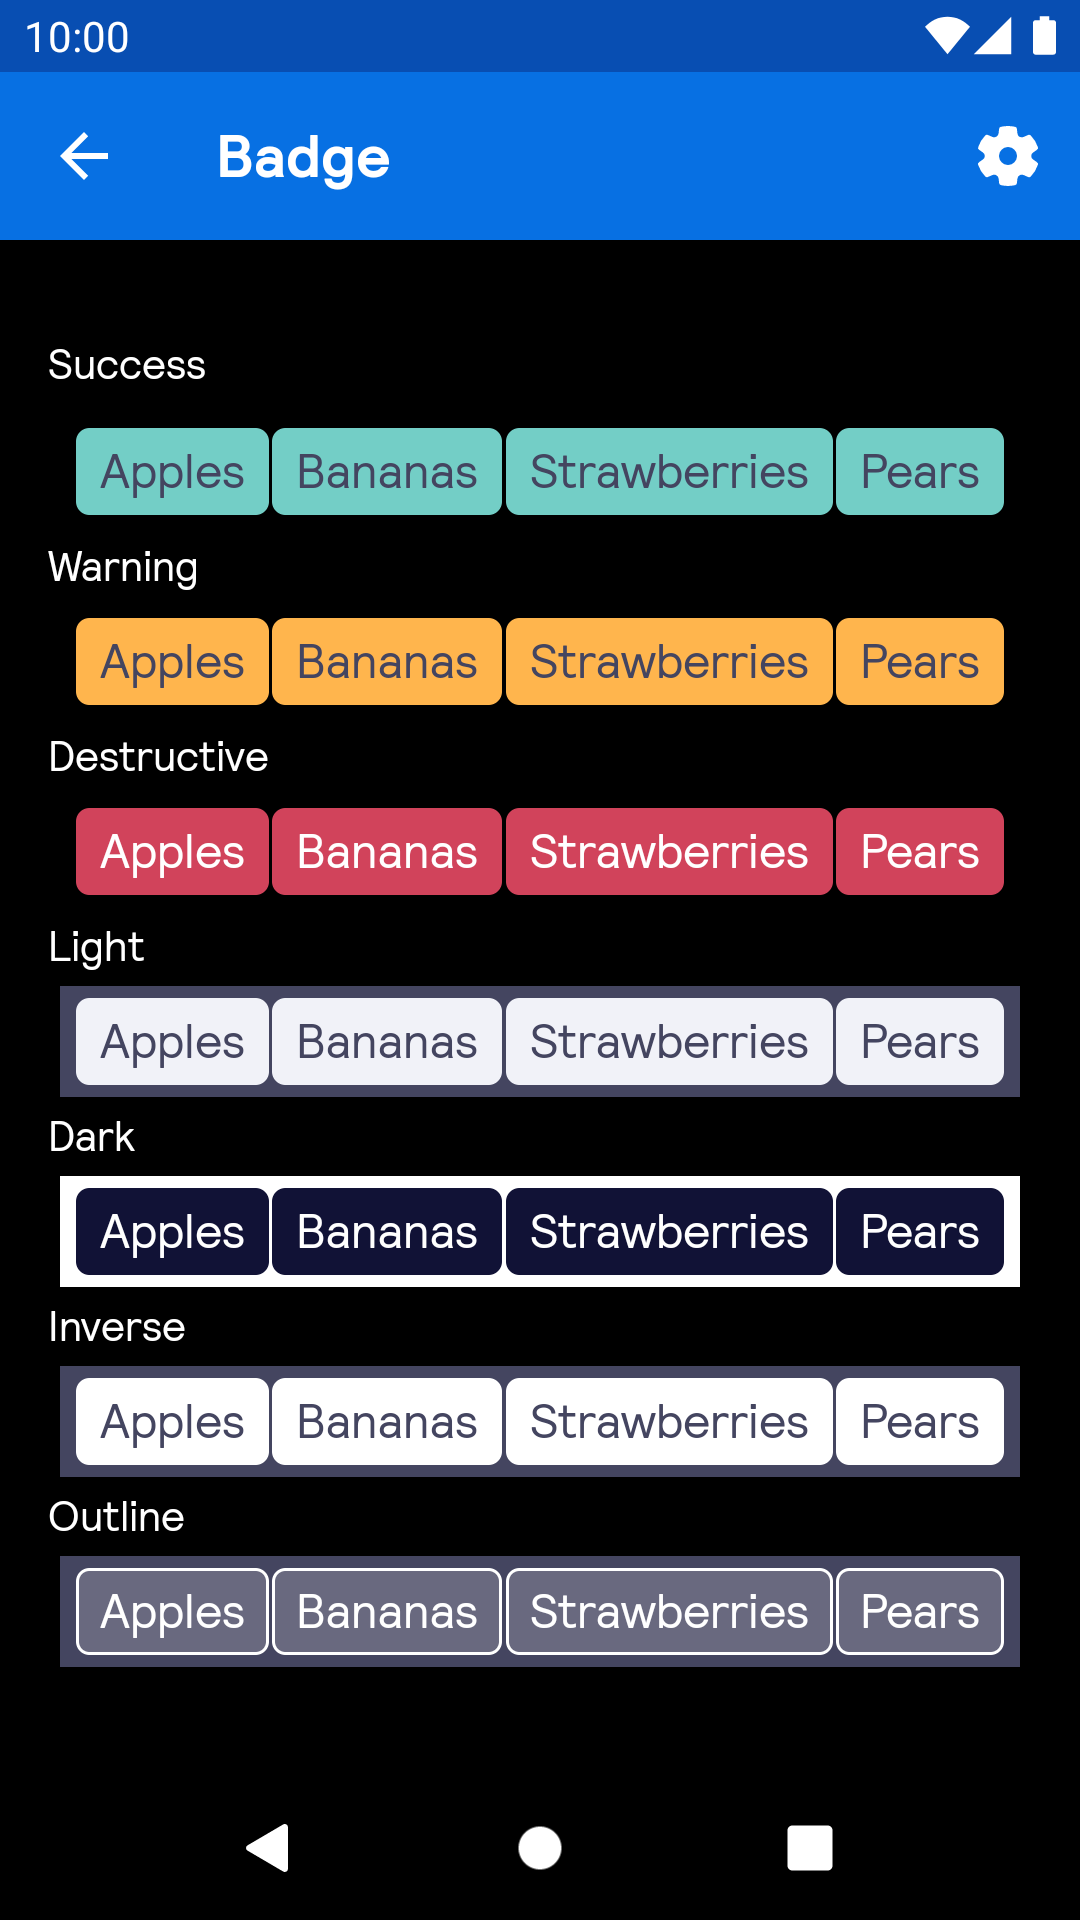 10:00
Badge
Success
Apples Bananas Strawberries Pears
Warning
Apples Bananas Strawberries Pears
Destructive
Apples Bananas Strawberries Pears
Light
Apples Bananas Strawberries Pears
Dark
Apples Bananas Strawberries Pears
Inverse
Apples Bananas Strawberries Pears
Outline
Apples Bananas Strawberries Pears